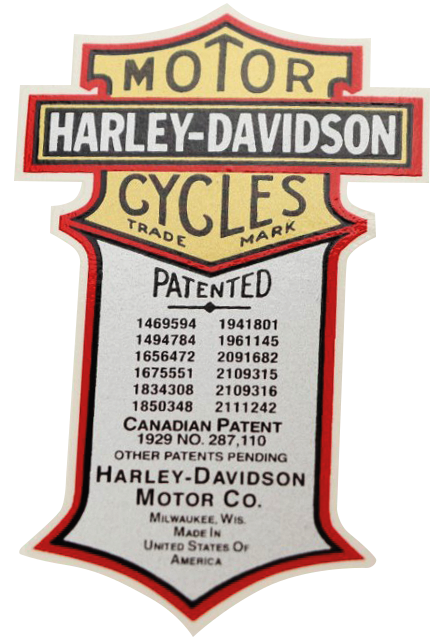 MOTOR
HARLEY-DAVIDSON
CYCLES
TRADE MARK
PATENTED
1469594 1941801
1494784 1961145
1656472 2091682
1675551 2109315
1834308 2109316
1850348 2111242
CANADIAN PATENT
1929 NO. 287,110
OTHER PATENTS PENDING
HARLEY-DAVIDSON
MOTOR CO.
MILWAUKEE, WIS.
MADE IN
UNITED STATES OF
AMERICA